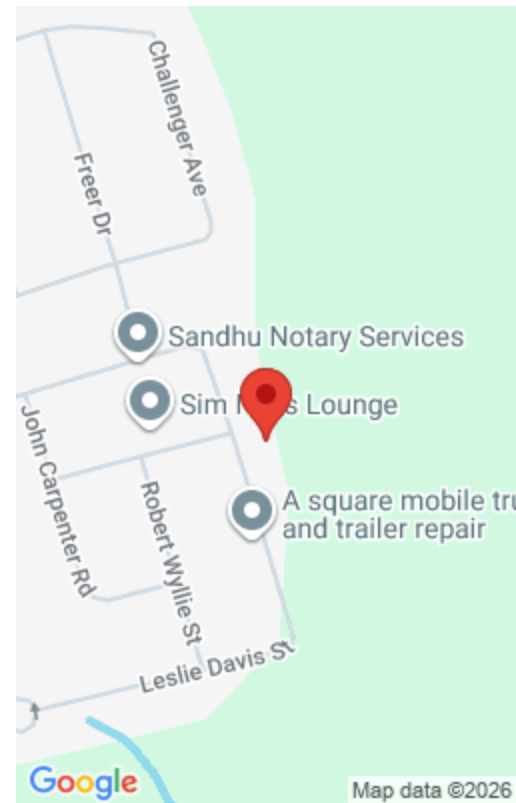 Challenger Ave
Freer Dr
Sandhu Notary Services
Sim
Lounge
John Carpenter Rd
Robert Wyllie St
A square mobile
and trailer repair
Leslie Davis St
Google
Map data ©2026